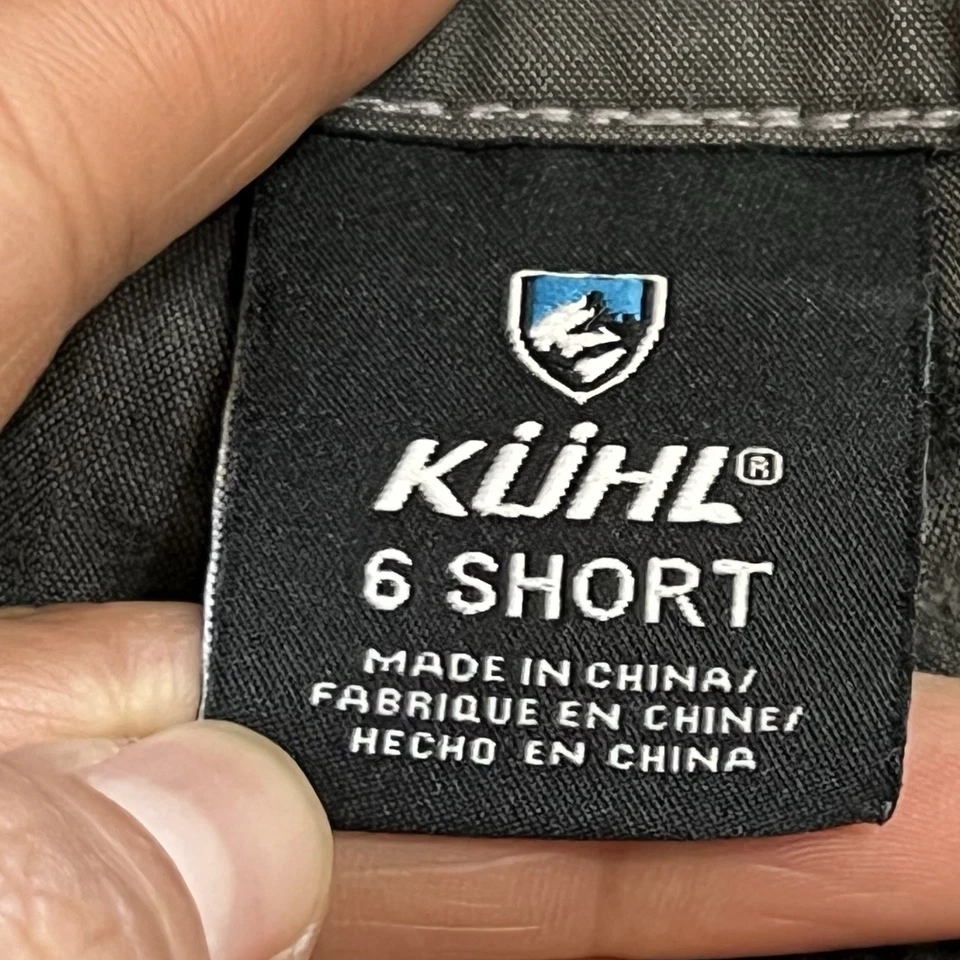 KÜHL®
6 SHORT
MADE IN CHINA/
FABRIQUE EN CHINE/
HECHO EN CHINA